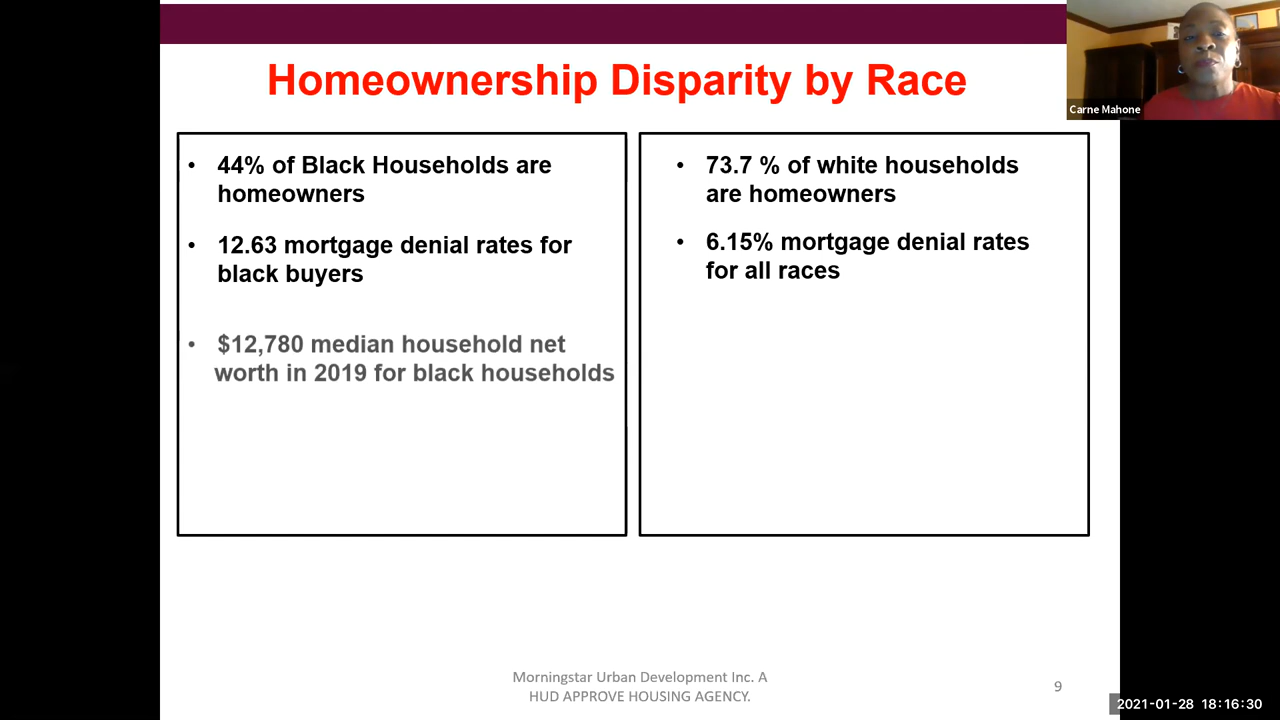 Homeownership Disparity by Race
Carne Mahone
• 44% of Black Households are
homeowners
• 12.63 mortgage denial rates for
black buyers
• $12,780 median household net
worth in 2019 for black households
• 73.7 % of white households
are homeowners
• 6.15% mortgage denial rates
for all races
Morningstar Urban Development Inc. A
HUD APPROVE HOUSING AGENCY.
9
2021-01-28 18:16:30